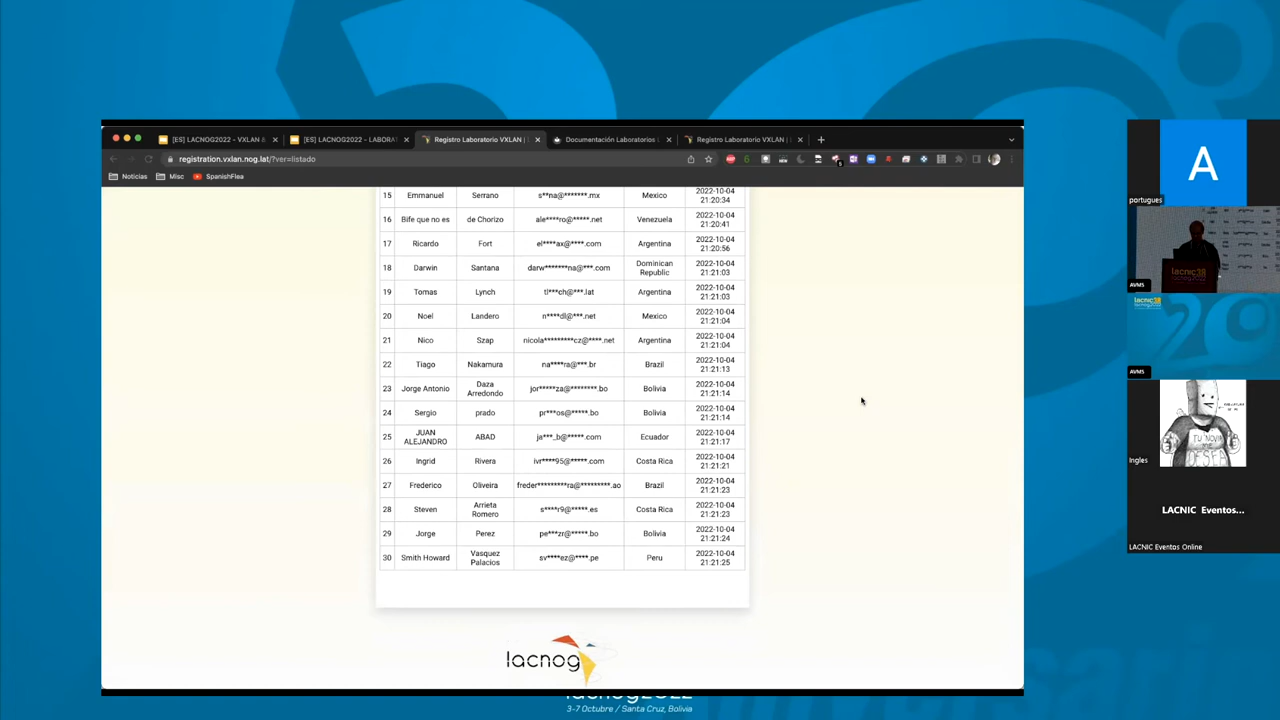 [ES] LACNOG2022 - VXLAN &
[ES] LACNOG2022 - LABORAT
Registro Laboratorio VXLAN |
Documentación Laboratorios
Registro Laboratorio VXLAN |
registration.vxlan.nog.lat/?ver=listado
Noticias Misc SpanishFlea
15 Emmanuel Serrano s**na@*******.mx Mexico 2022-10-04 21:20:34
16 Bife que no es de Chorizo ale****ro@*****.net Venezuela 2022-10-04 21:20:41
17 Ricardo Fort el****ax@****.com Argentina 2022-10-04 21:20:56
18 Darwin Santana darw*******na@***.com Dominican Republic 2022-10-04 21:21:03
19 Tomas Lynch tl***ch@***.lat Argentina 2022-10-04 21:21:03
20 Noel Landero n****dl@***.net Mexico 2022-10-04 21:21:04
21 Nico Szap nicola*********cz@****.net Argentina 2022-10-04 21:21:04
22 Tiago Nakamura na****ra@***.br Brazil 2022-10-04 21:21:13
23 Jorge Antonio Daza Arredondo jor*****za@********.bo Bolivia 2022-10-04 21:21:14
24 Sergio prado pr***os@*****.bo Bolivia 2022-10-04 21:21:14
25 JUAN ALEJANDRO ABAD ja***_b@*****.com Ecuador 2022-10-04 21:21:17
26 Ingrid Rivera ivr****95@*****.com Costa Rica 2022-10-04 21:21:21
27 Frederico Oliveira freder*********ra@*********.ao Brazil 2022-10-04 21:21:23
28 Steven Arrieta Romero s****r9@*****.es Costa Rica 2022-10-04 21:21:23
29 Jorge Perez pe***zr@*****.bo Bolivia 2022-10-04 21:21:24
30 Smith Howard Vasquez Palacios sv****ez@****.pe Peru 2022-10-04 21:21:25
lacnog
lacnog2022
3-7 Octubre / Santa Cruz, Bolivia
A
portugues
lacnic38
lacnog2022
AVMS
lacnic38
AVMS
TU NOVIA
ME
DESEA
Ingles
LACNIC Eventos...
LACNIC Eventos Online